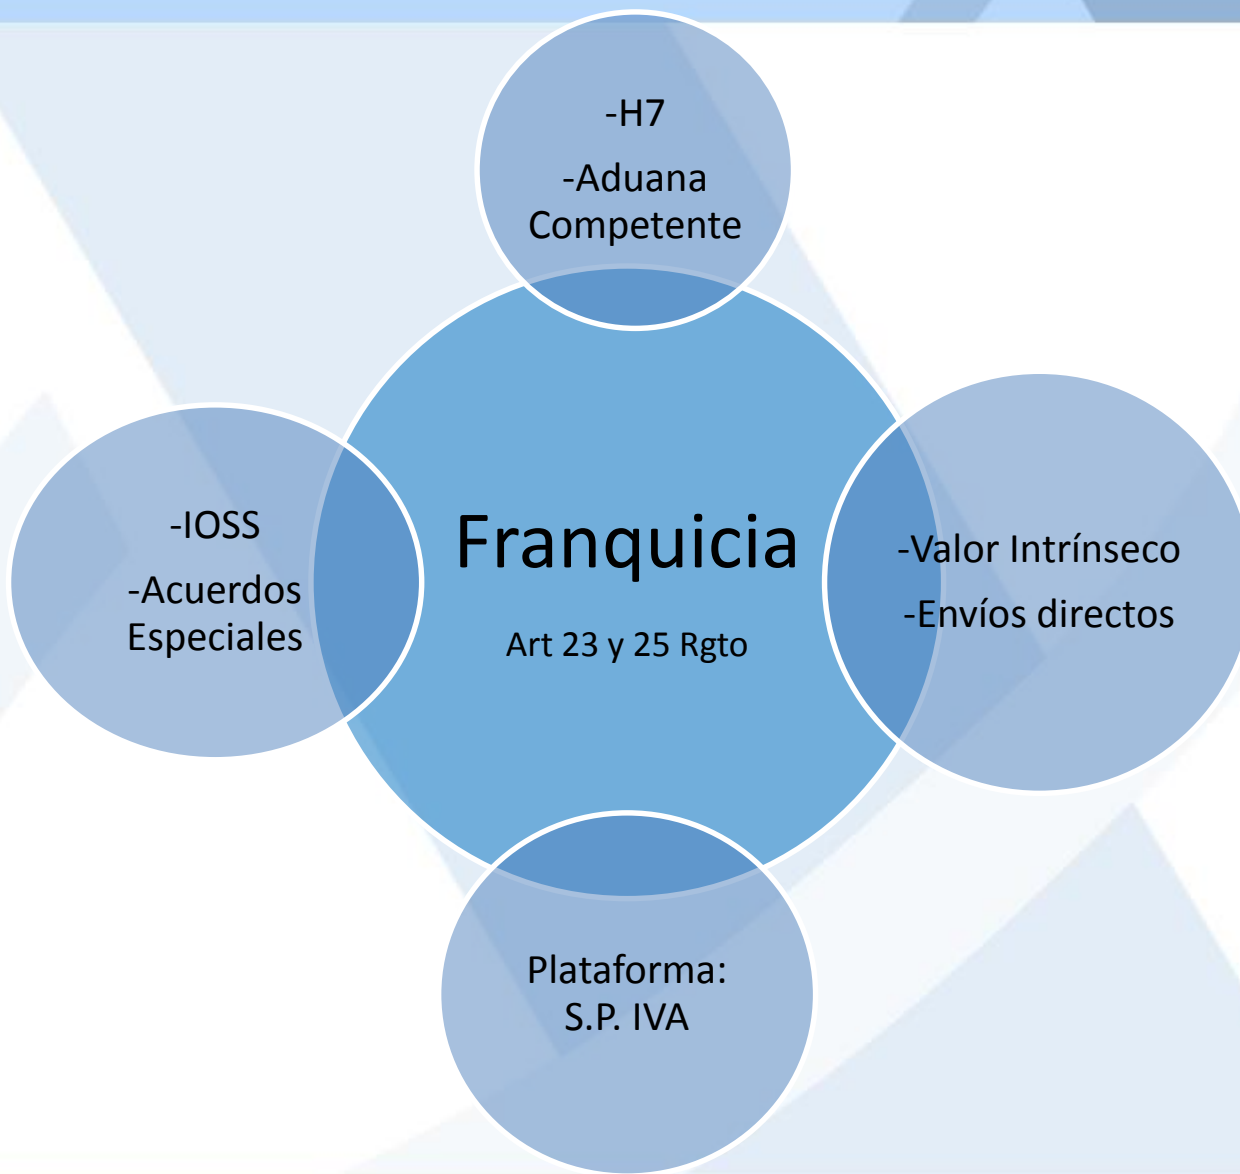 -H7
-Aduana
Competente
-IOSS
-Acuerdos
Especiales
Franquicia
Art 23 y 25 Rgto
-Valor Intrínseco
-Envíos directos
Plataforma:
S.P. IVA